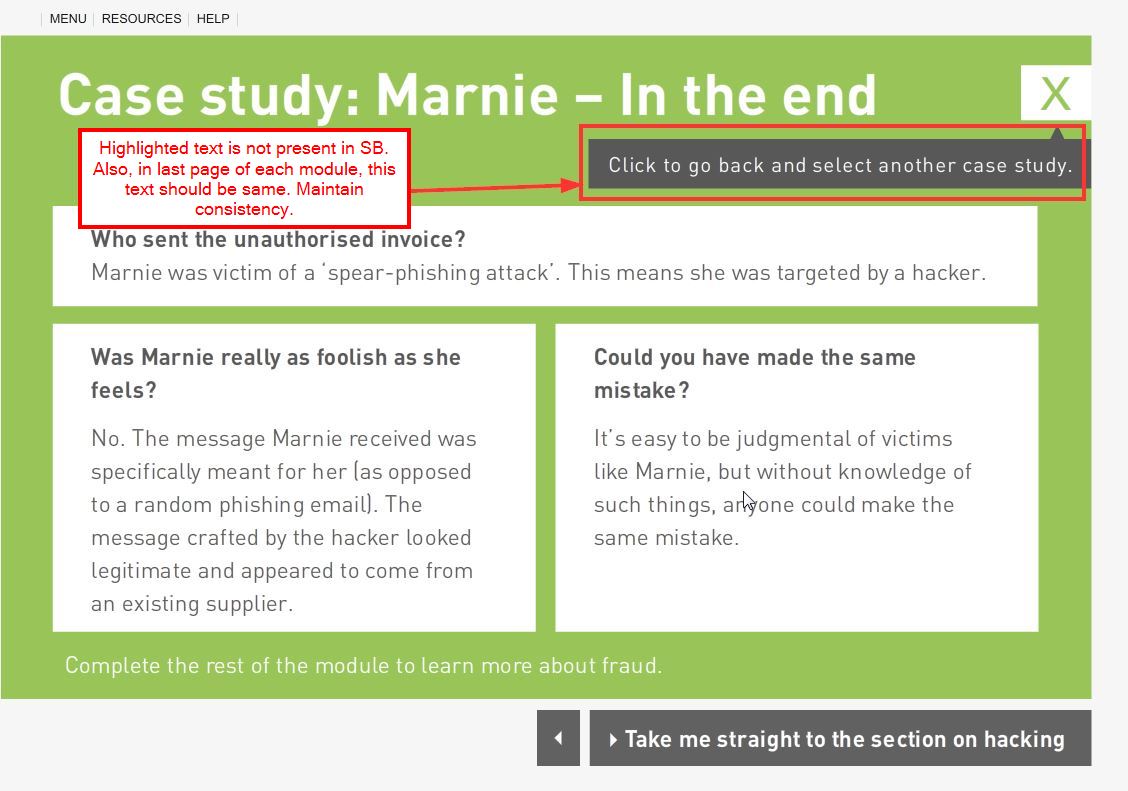 MENU RESOURCES HELP
Case study: Marnie – In the end
X
Highlighted text is not present in SB.
Also, in last page of each module, this
text should be same. Maintain
consistency.
Click to go back and select another case study.
Who sent the unauthorised invoice?
Marnie was victim of a ‘spear-phishing attack’. This means she was targeted by a hacker.
Was Marnie really as foolish as she
feels?
No. The message Marnie received was
specifically meant for her (as opposed
to a random phishing email). The
message crafted by the hacker looked
legitimate and appeared to come from
an existing supplier.
Could you have made the same
mistake?
It’s easy to be judgmental of victims
like Marnie, but without knowledge of
such things, anyone could make the
same mistake.
Complete the rest of the module to learn more about fraud.
Take me straight to the section on hacking